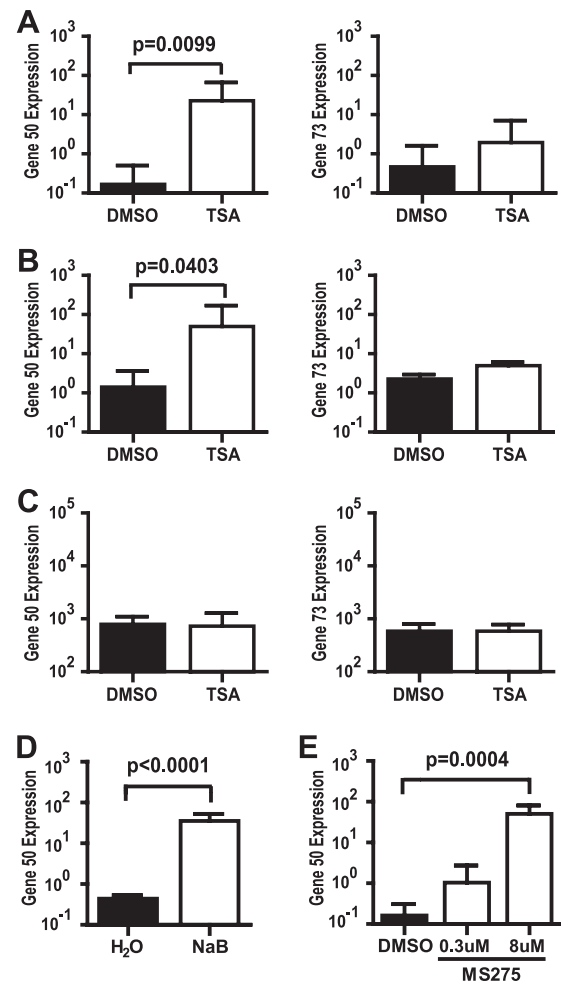 A
p=0.0099
Gene 50 Expression
10³
10²
10¹
10⁰
10⁻¹
DMSO TSA
Gene 73 Expression
10³
10²
10¹
10⁰
10⁻¹
DMSO TSA
B
p=0.0403
Gene 50 Expression
10³
10²
10¹
10⁰
10⁻¹
DMSO TSA
Gene 73 Expression
10³
10²
10¹
10⁰
10⁻¹
DMSO TSA
C
Gene 50 Expression
10⁵
10⁴
10³
10²
DMSO TSA
Gene 73 Expression
10⁵
10⁴
10³
10²
DMSO TSA
D
p<0.0001
Gene 50 Expression
10³
10²
10¹
10⁰
10⁻¹
H₂O NaB
E
p=0.0004
Gene 50 Expression
10³
10²
10¹
10⁰
10⁻¹
DMSO 0.3uM 8uM
MS275